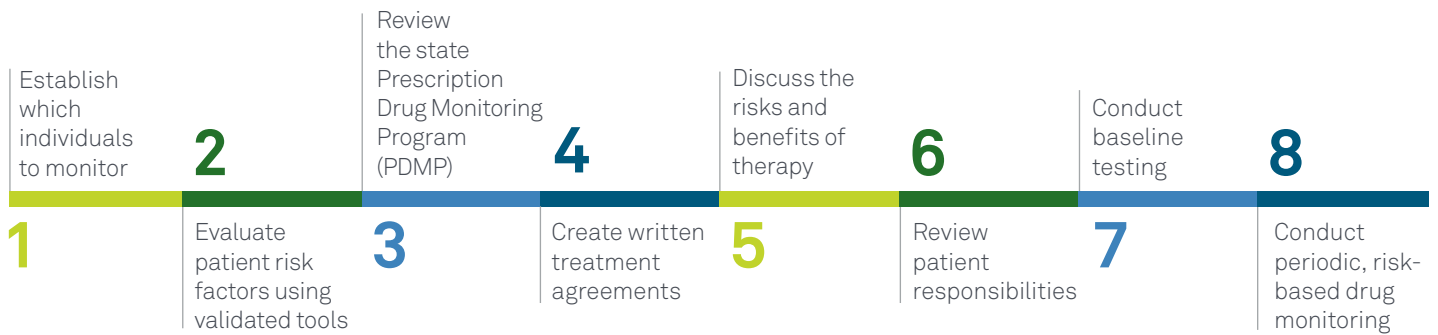 1
Establish
which
individuals
to monitor
2
Evaluate
patient risk
factors using
validated tools
3
Review
the state
Prescription
Drug Monitoring
Program
(PDMP)
4
Create written
treatment
agreements
5
Discuss the
risks and
benefits of
therapy
6
Review
patient
responsibilities
7
Conduct
baseline
testing
8
Conduct
periodic, risk-
based drug
monitoring